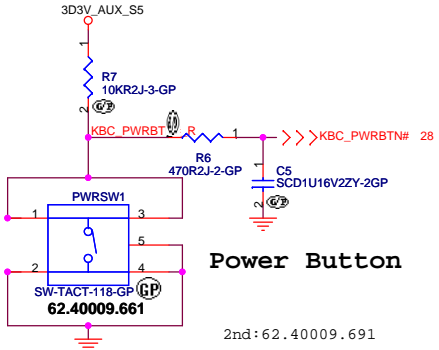 3D3V_AUX_S5
1
R7
10KR2J-3-GP
2 G/P
KBC_PWRBT R 1 KBC_PWRBTN# 28
R6
470R2J-2-GP
1
C5
SCD1U16V2ZY-2GP
2 G/P
PWRSW1
1 3
5
2 4
SW-TACT-118-GP GP
62.40009.661
Power Button
2nd:62.40009.691